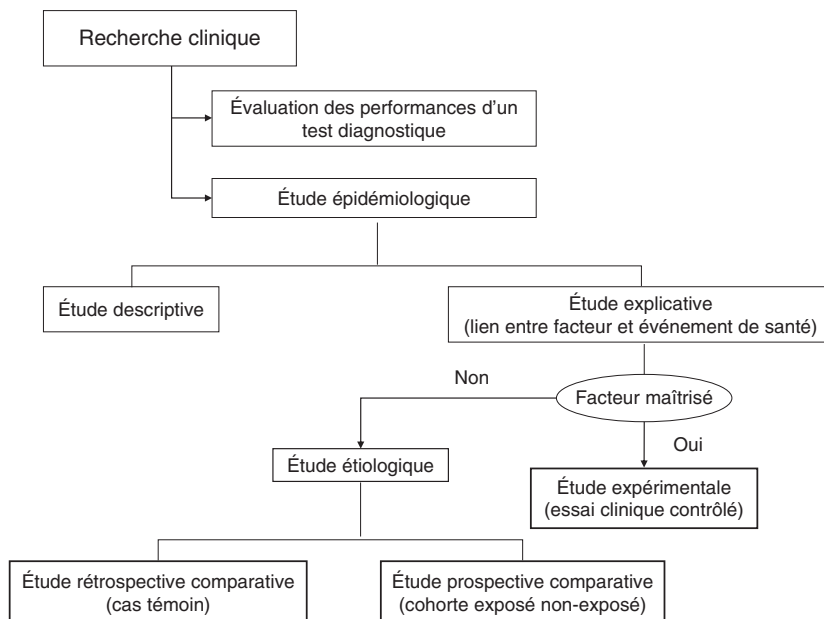 Recherche clinique
Évaluation des performances d'un
test diagnostique
Étude épidémiologique
Étude descriptive
Étude explicative
(lien entre facteur et événement de santé)
Non
Facteur maîtrisé
Oui
Étude étiologique
Étude expérimentale
(essai clinique contrôlé)
Étude rétrospective comparative
(cas témoin)
Étude prospective comparative
(cohorte exposé non-exposé)